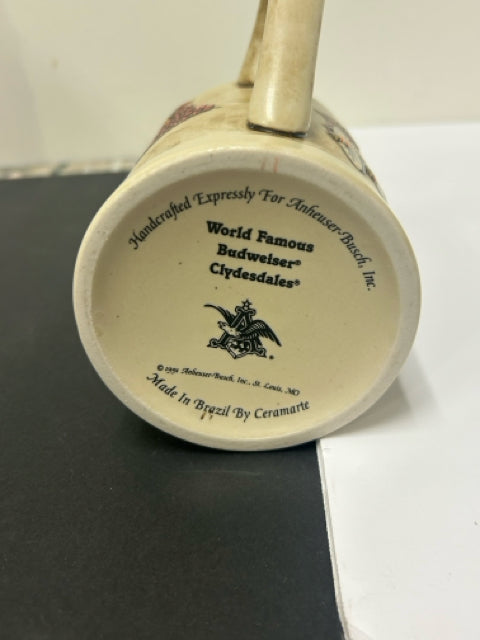 Handcrafted Expressly For Anheuser-Busch, Inc.
World Famous
Budweiser®
Clydesdales®
Anheuser-Busch, Inc., St. Louis, MO
Made In Brazil By Ceramarte